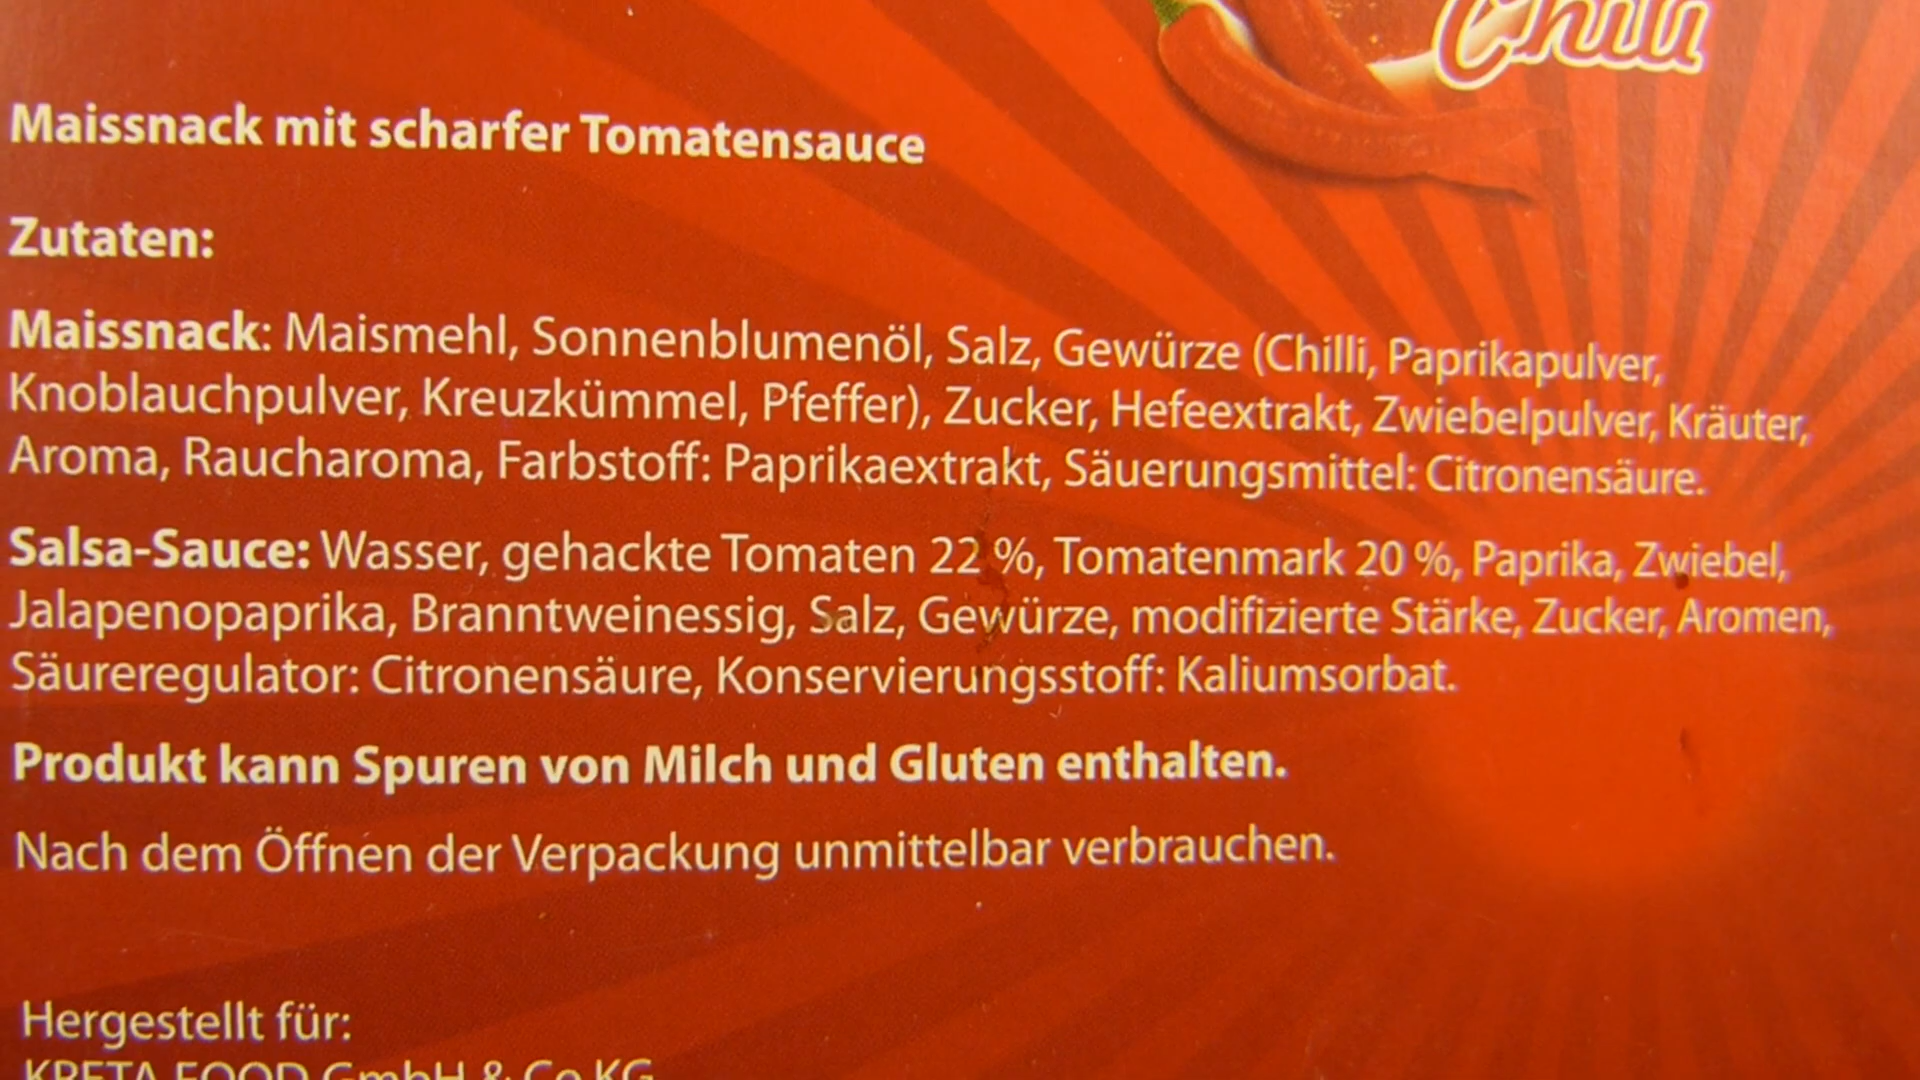 Chili
Maissnack mit scharfer Tomatensauce
Zutaten:
Maissnack: Maismehl, Sonnenblumenöl, Salz, Gewürze (Chilli, Paprikapulver,
Knoblauchpulver, Kreuzkümmel, Pfeffer), Zucker, Hefeextrakt, Zwiebelpulver, Kräuter,
Aroma, Raucharoma, Farbstoff: Paprikaextrakt, Säuerungsmittel: Citronensäure.
Salsa-Sauce: Wasser, gehackte Tomaten 22 %, Tomatenmark 20 %, Paprika, Zwiebel,
Jalapenopaprika, Branntweinessig, Salz, Gewürze, modifizierte Stärke, Zucker, Aromen,
Säureregulator: Citronensäure, Konservierungsstoff: Kaliumsorbat.
Produkt kann Spuren von Milch und Gluten enthalten.
Nach dem Öffnen der Verpackung unmittelbar verbrauchen.
Hergestellt für:
KRETA FOOD GmbH & Co KG